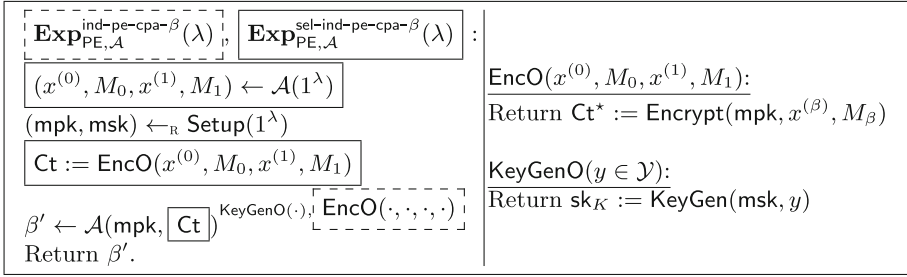 Exp^{ind-pe-cpa-β}_{PE,𝒜}(λ), Exp^{sel-ind-pe-cpa-β}_{PE,𝒜}(λ) :
(x^{(0)}, M_0, x^{(1)}, M_1) ← 𝒜(1^λ)
(mpk, msk) ←_R Setup(1^λ)
Ct := EncO(x^{(0)}, M_0, x^{(1)}, M_1)
β′ ← 𝒜(mpk, Ct)^{KeyGenO(·), EncO(·,·,·,·)}
Return β′.
EncO(x^{(0)}, M_0, x^{(1)}, M_1):
Return Ct^⋆ := Encrypt(mpk, x^{(β)}, M_β)
KeyGenO(y ∈ 𝒴):
Return sk_K := KeyGen(msk, y)